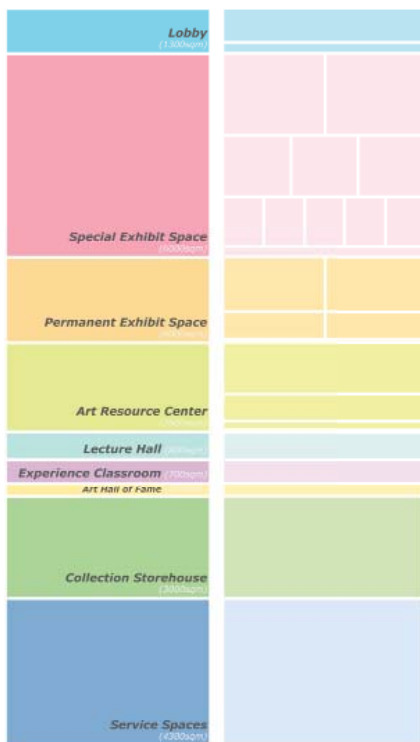 Lobby
(1300sqm)
Special Exhibit Space
(6000sqm)
Permanent Exhibit Space
Art Resource Center
Lecture Hall
Experience Classroom (700sqm)
Art Hall of Fame
Collection Storehouse
(3000sqm)
Service Spaces
(4300sqm)